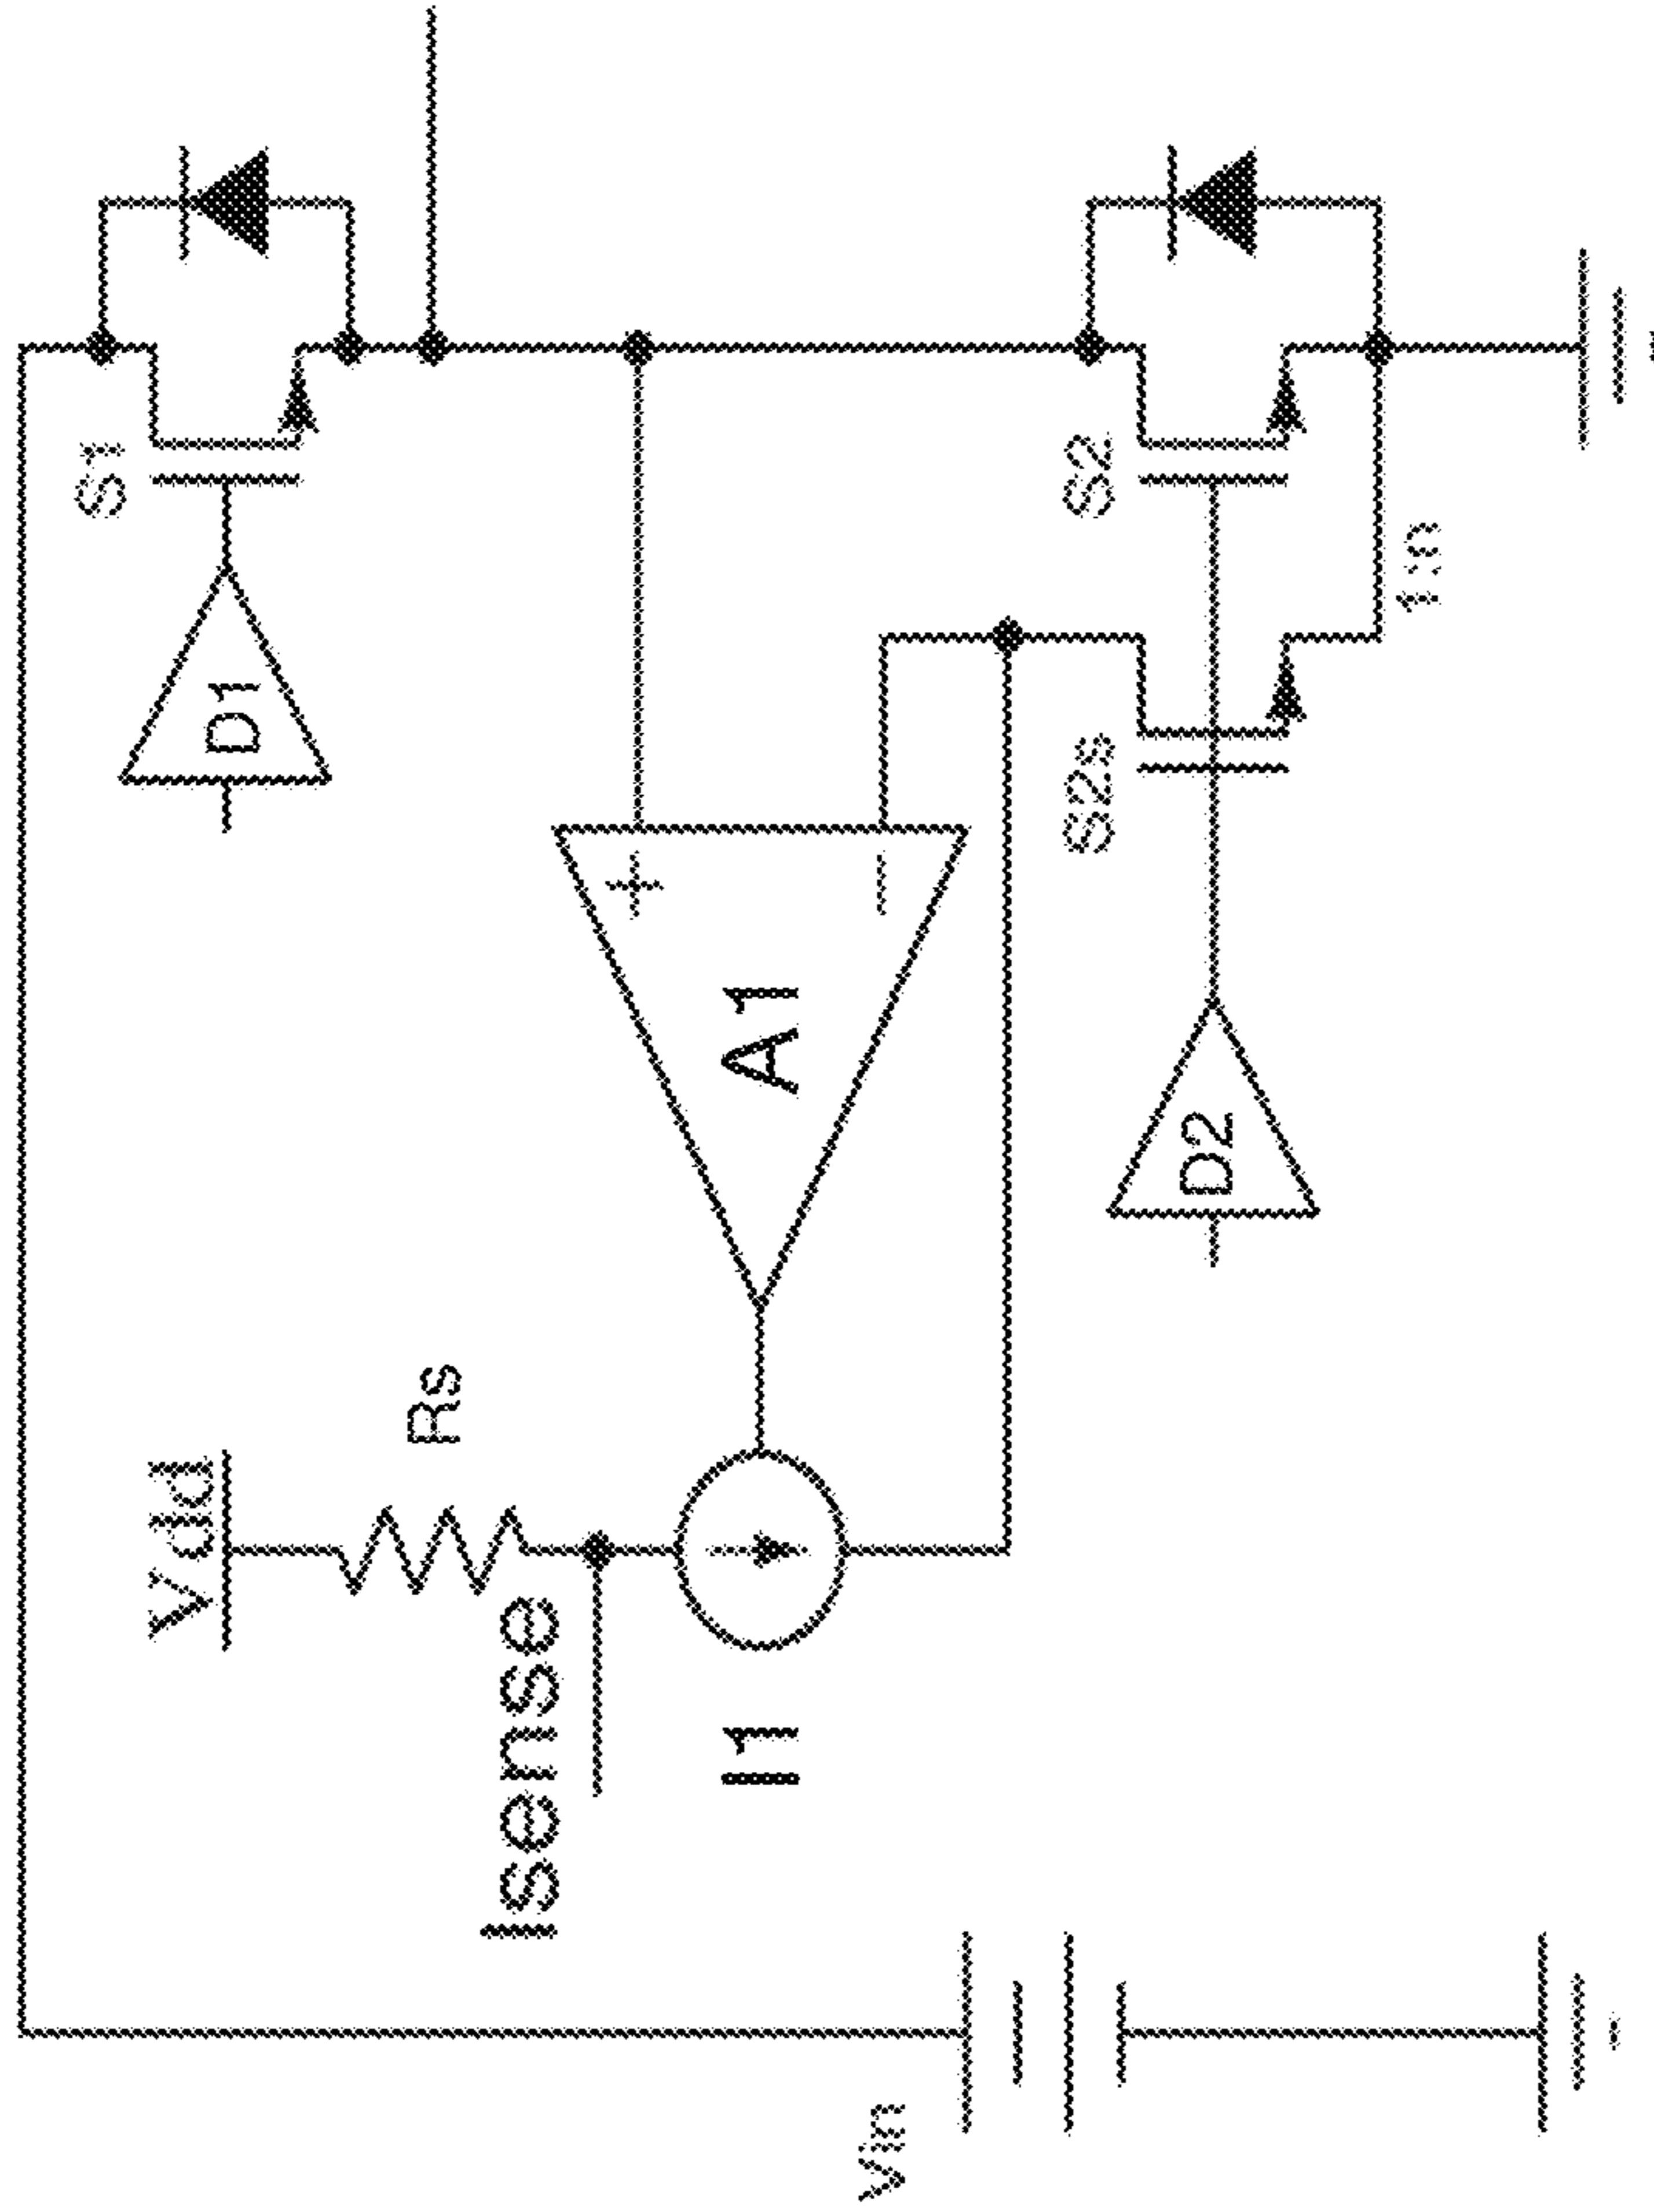 S1
D1
Vdd
Rs
Isense
I1
A1
+
−
S2
S2s
D2
1:n
Vin